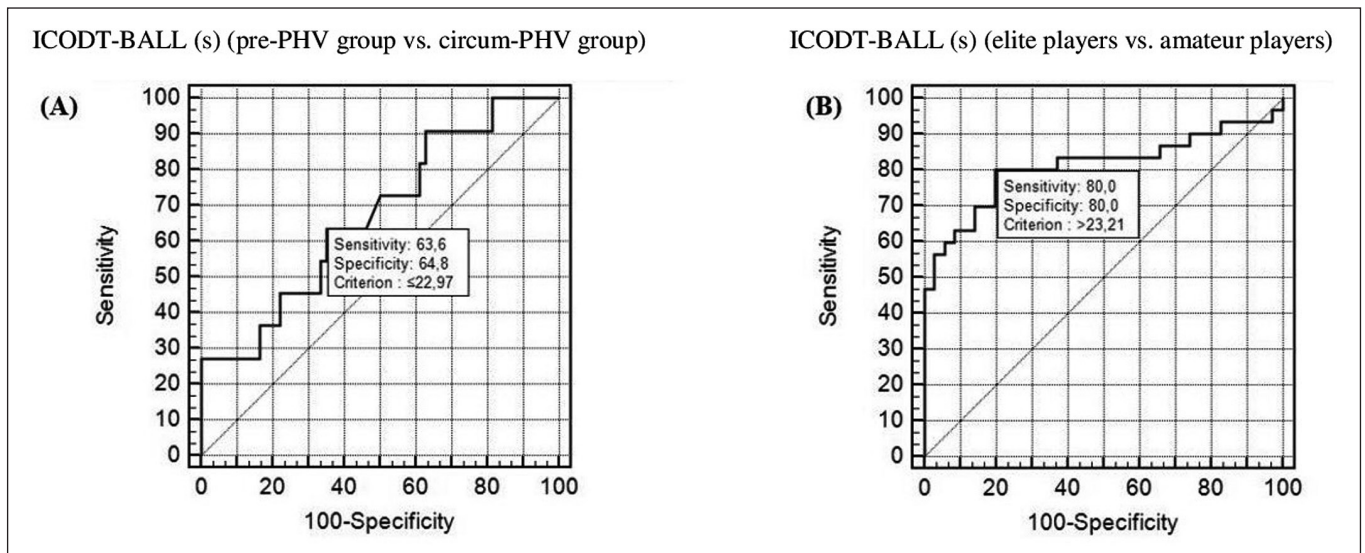 ICODT-BALL (s) (pre-PHV group vs. circum-PHV group)
(A)
100
90
80
70
60
50
40
30
20
10
0
Sensitivity
Sensitivity: 63,6
Specificity: 64,8
Criterion : ≤22,97
0 20 40 60 80 100
100-Specificity
ICODT-BALL (s) (elite players vs. amateur players)
(B)
100
90
80
70
60
50
40
30
20
10
0
Sensitivity
Sensitivity: 80,0
Specificity: 80,0
Criterion : >23,21
0 20 40 60 80 100
100-Specificity